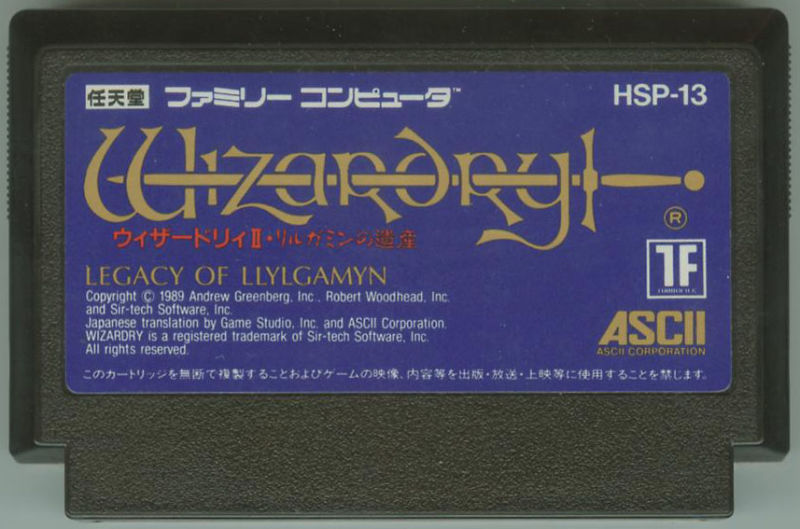 任天堂 ファミリー コンピュータ™ HSP-13
Wizardry
®
ウィザードリィⅡ・リルガミンの遺産
LEGACY OF LLYLGAMYN
Copyright © 1989 Andrew Greenberg, Inc., Robert Woodhead, Inc.
and Sir-tech Software, Inc.
Japanese translation by Game Studio, Inc. and ASCII Corporation.
WIZARDRY is a registered trademark of Sir-tech Software, Inc.
All rights reserved.
TF
ASCII
ASCII CORPORATION
このカートリッジを無断で複製することおよびゲームの映像、内容等を出版・放送・上映等に使用することを禁じます。